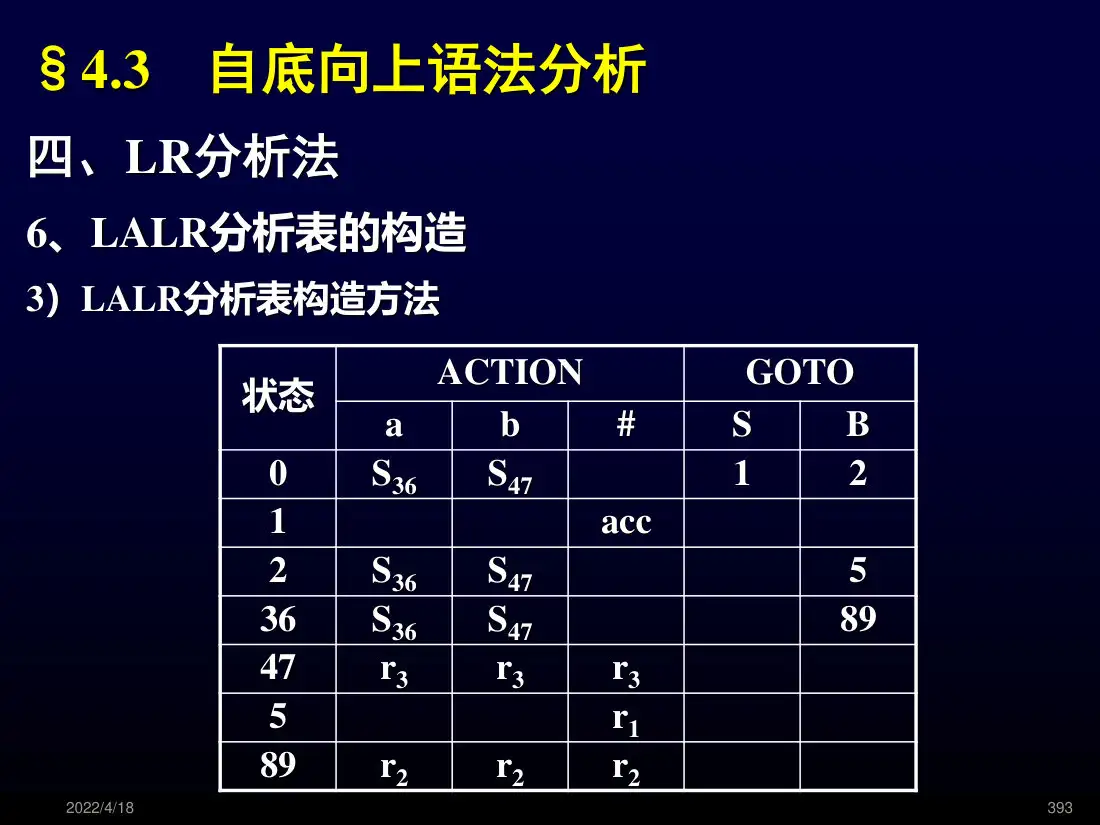 §4.3 自底向上语法分析
四、LR分析法
6、LALR分析表的构造
3）LALR分析表构造方法
状态 ACTION GOTO
a b # S B
0 S36 S47 1 2
1 acc
2 S36 S47 5
36 S36 S47 89
47 r3 r3 r3
5 r1
89 r2 r2 r2
2022/4/18 393